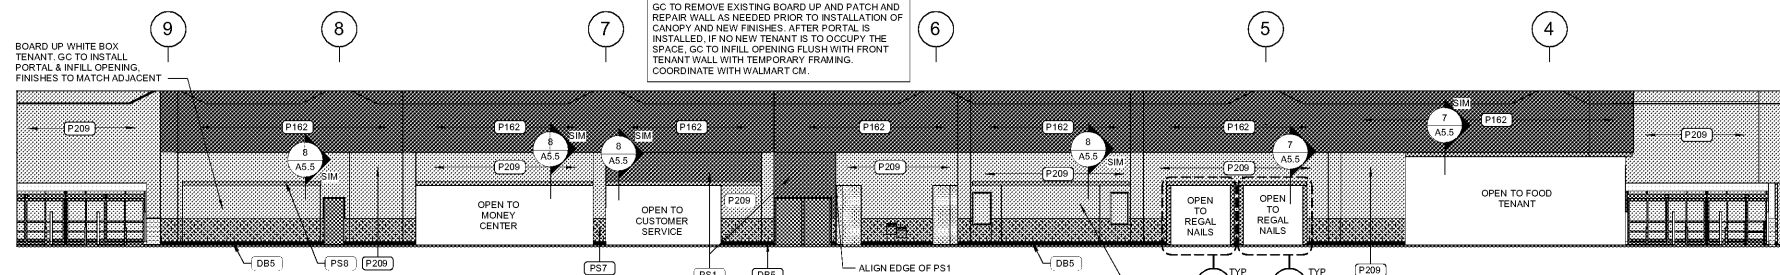 GC TO REMOVE EXISTING BOARD UP AND PATCH AND
REPAIR WALL AS NEEDED PRIOR TO INSTALLATION OF
CANOPY AND NEW FINISHES. AFTER PORTAL IS
INSTALLED, IF NO NEW TENANT IS TO OCCUPY THE
SPACE, GC TO INFILL OPENING FLUSH WITH FRONT
TENANT WALL WITH TEMPORARY FRAMING.
COORDINATE WITH WALMART CM.
9
8
7
6
5
4
BOARD UP WHITE BOX
TENANT. GC TO INSTALL
PORTAL & INFILL OPENING,
FINISHES TO MATCH ADJACENT
P209
P162
P162
P162
P162
P162
P162
P162
P209
8
A5.5
SIM
8
A5.5
SIM
8
A5.5
SIM
8
A5.5
SIM
7
A5.5
7
A5.5
SIM
P209
P209
P209
P209
P209
P209
P209
OPEN TO
MONEY
CENTER
OPEN TO
CUSTOMER
SERVICE
OPEN
TO
REGAL
NAILS
OPEN
TO
REGAL
NAILS
OPEN TO FOOD
TENANT
DB5
PS8
P209
PS7
PS1
DB5
ALIGN EDGE OF PS1
DB5
TYP
TYP
P209